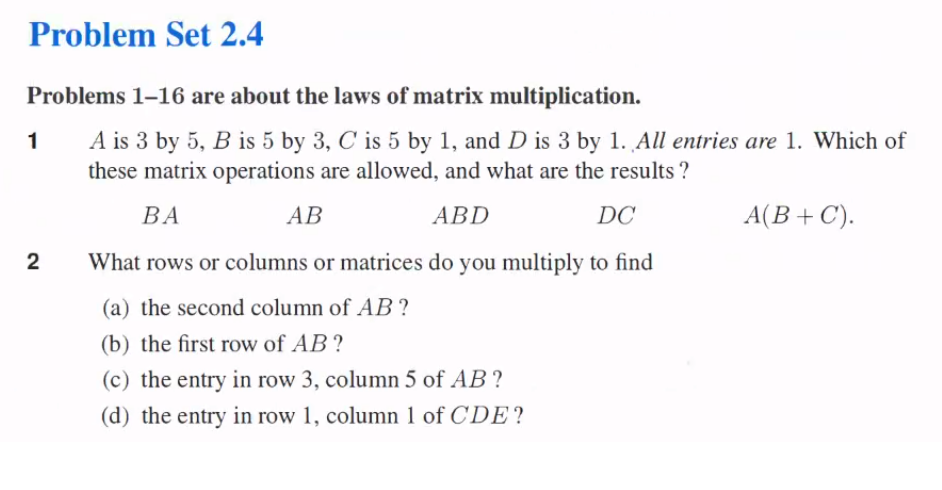 Problem Set 2.4
Problems 1–16 are about the laws of matrix multiplication.
1 A is 3 by 5, B is 5 by 3, C is 5 by 1, and D is 3 by 1. All entries are 1. Which of
these matrix operations are allowed, and what are the results?
BA AB ABD DC A(B + C).
2 What rows or columns or matrices do you multiply to find
(a) the second column of AB?
(b) the first row of AB?
(c) the entry in row 3, column 5 of AB?
(d) the entry in row 1, column 1 of CDE?